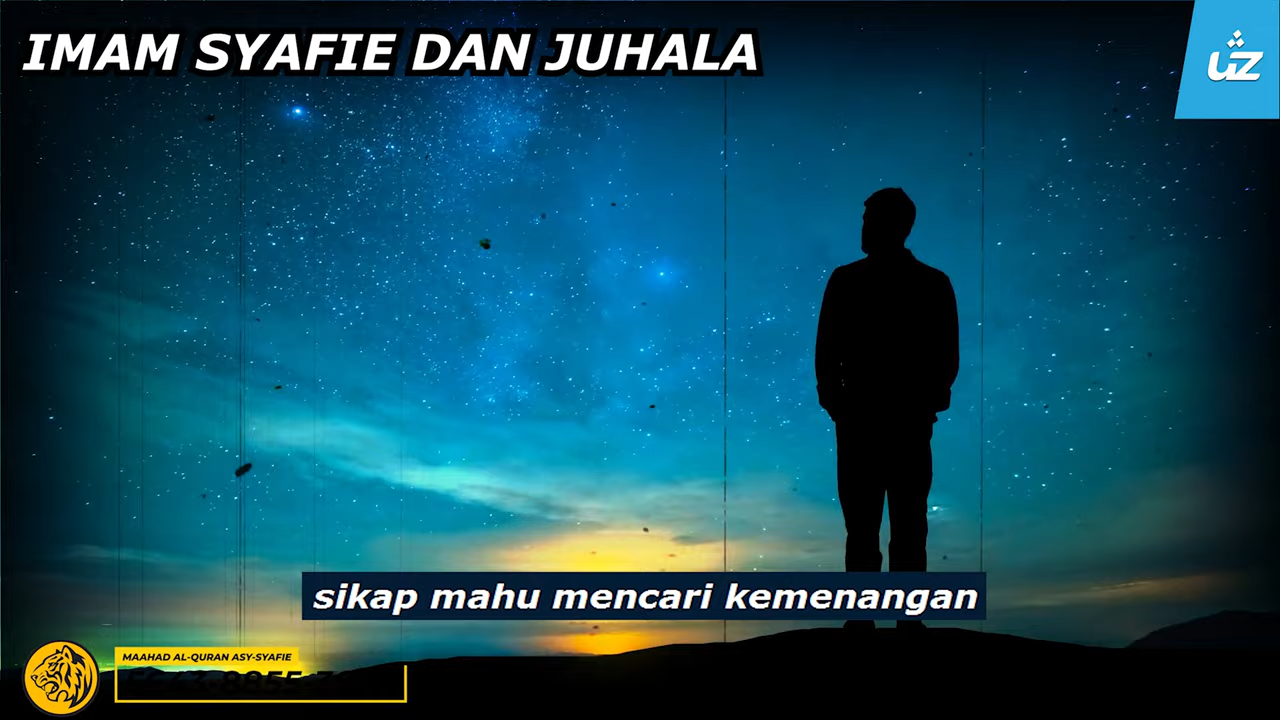 IMAM SYAFIE DAN JUHALA
sikap mahu mencari kemenangan
MAAHAD AL-QURAN ASY-SYAFIE